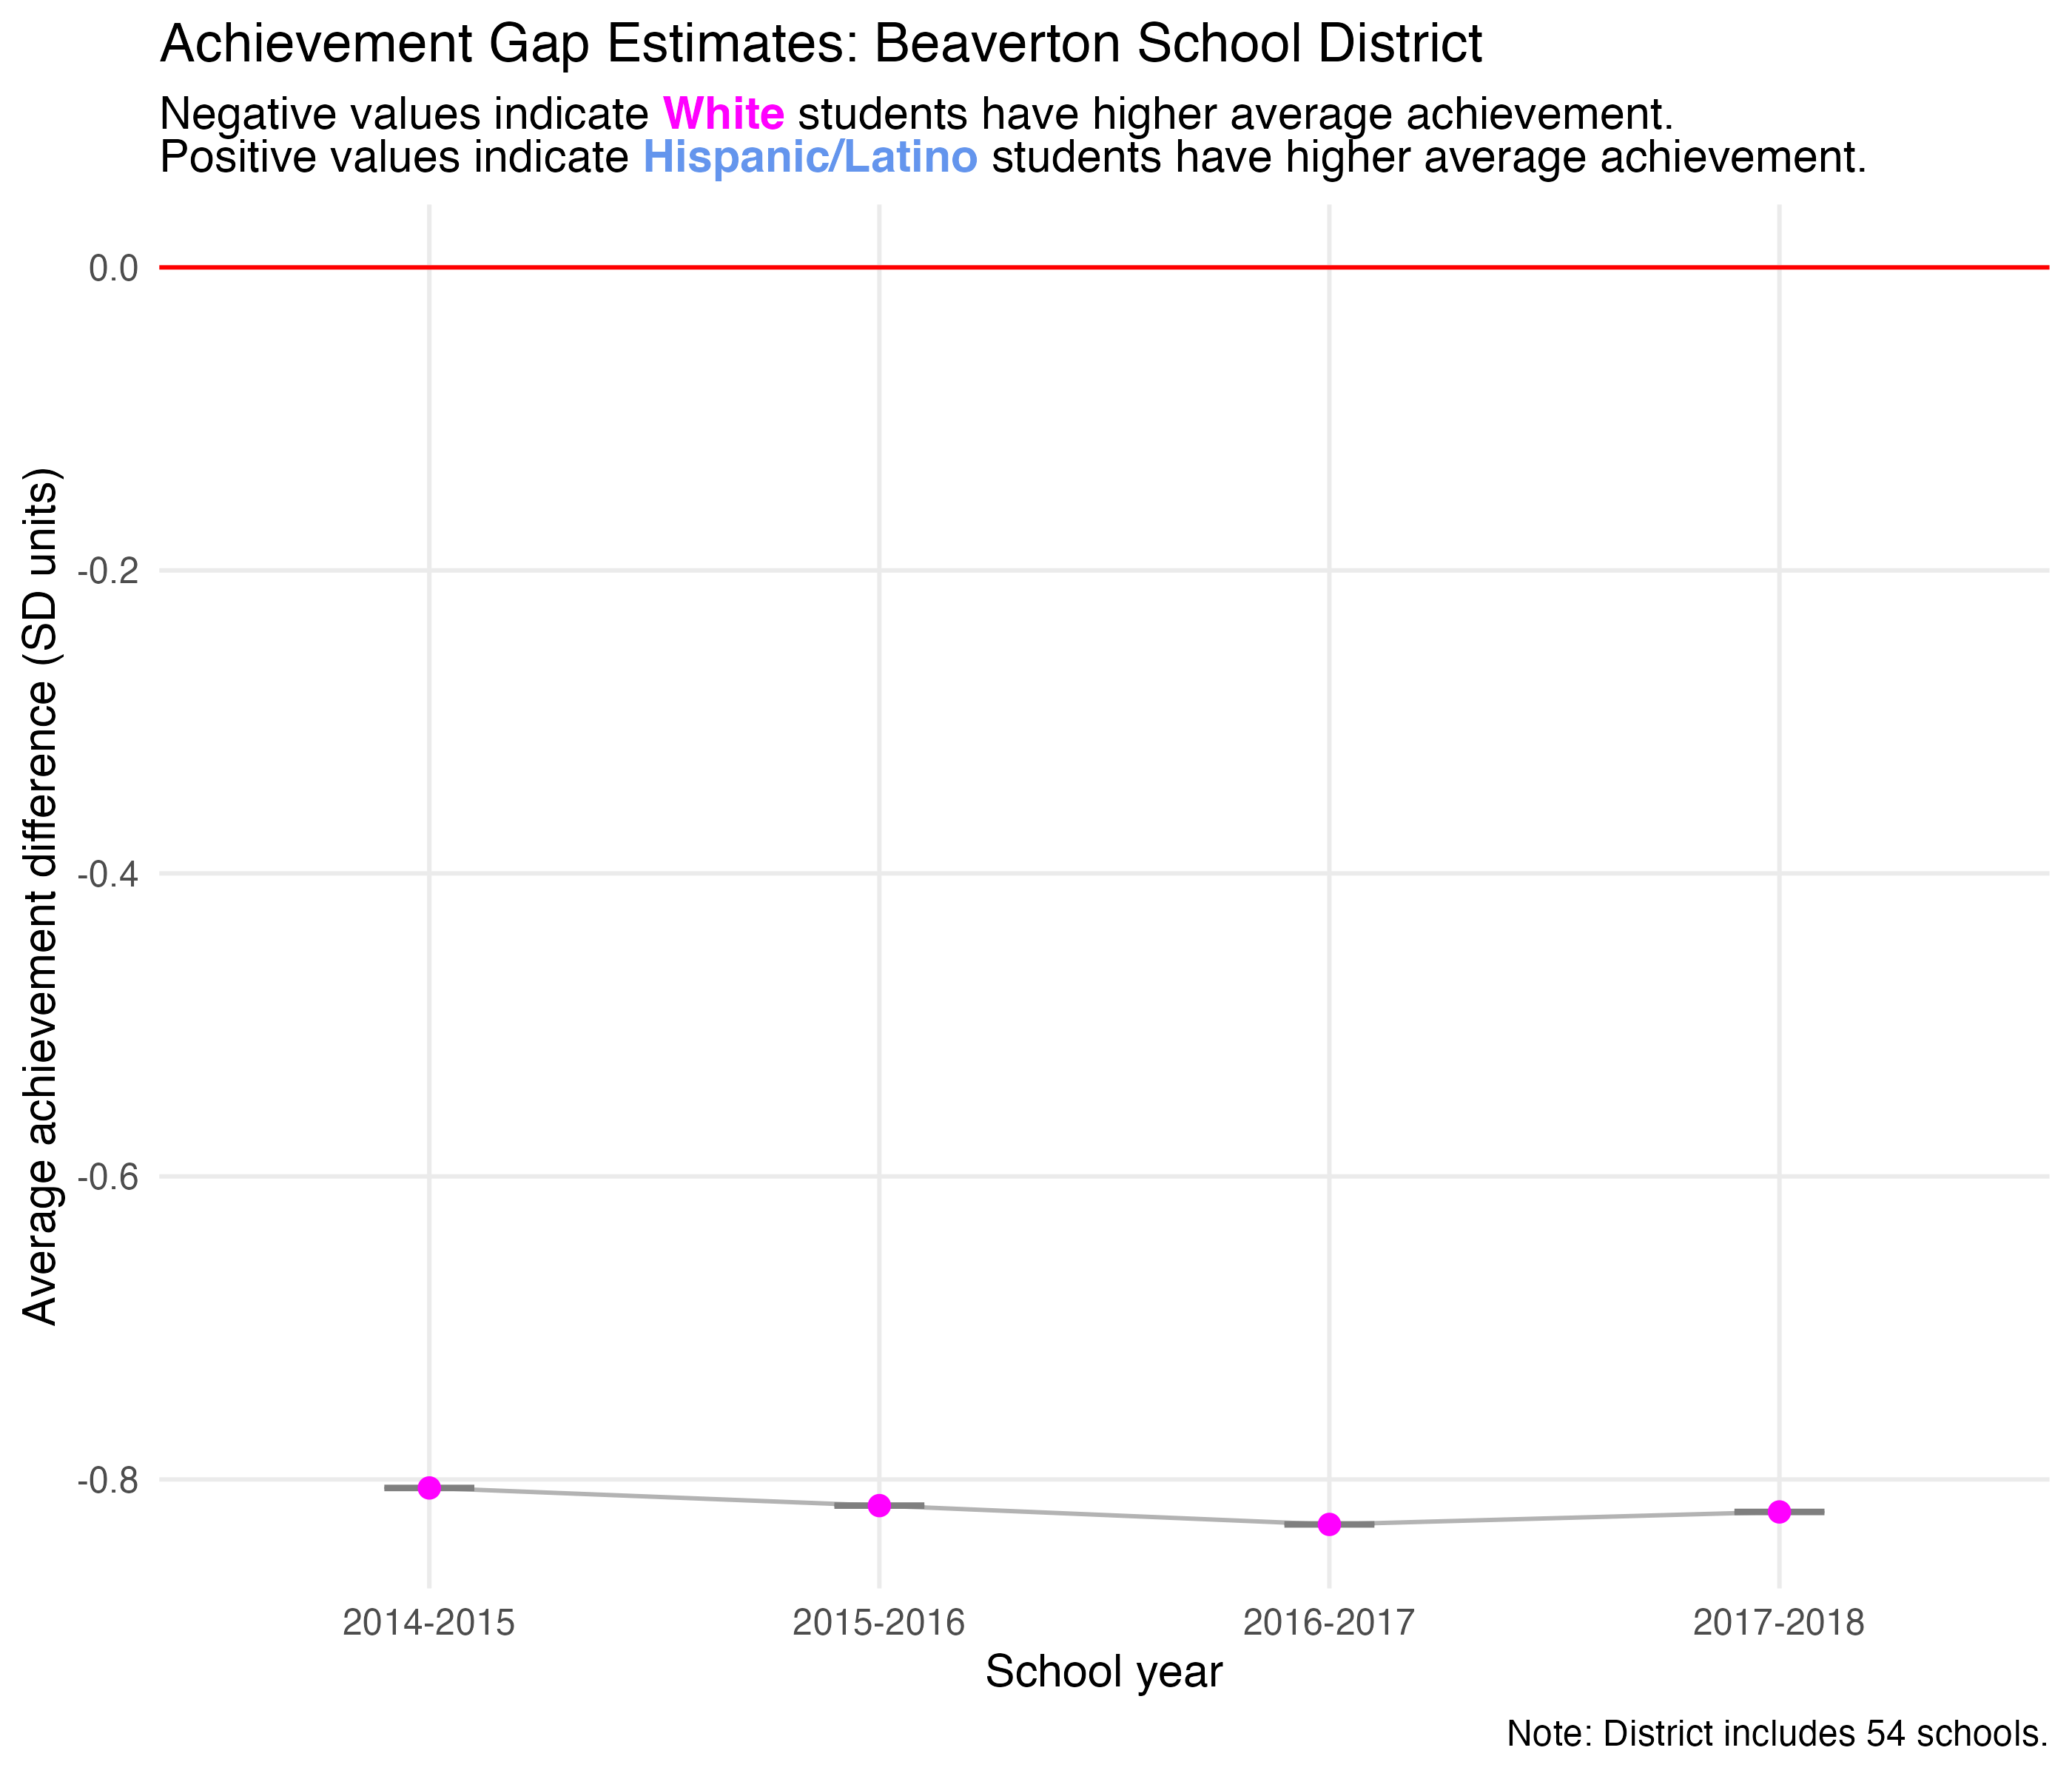 Achievement Gap Estimates: Beaverton School District
Negative values indicate White students have higher average achievement.
Positive values indicate Hispanic/Latino students have higher average achievement.
Average achievement difference (SD units)
0.0
-0.2
-0.4
-0.6
-0.8
2014-2015
2015-2016
2016-2017
2017-2018
School year
Note: District includes 54 schools.